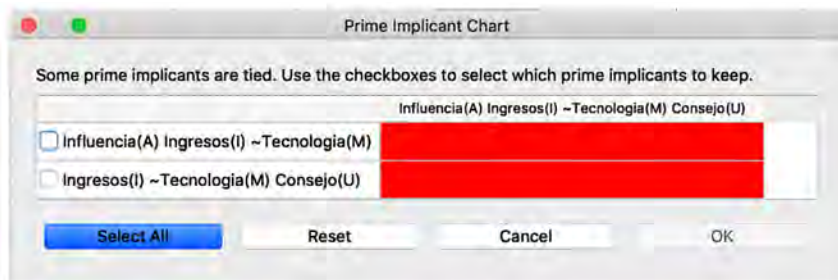 Prime Implicant Chart
Some prime implicants are tied. Use the checkboxes to select which prime implicants to keep.
Influencia(A) Ingresos(I) ~Tecnologia(M) Consejo(U)
Influencia(A) Ingresos(I) ~Tecnologia(M)
Ingresos(I) ~Tecnologia(M) Consejo(U)
Select All Reset Cancel OK